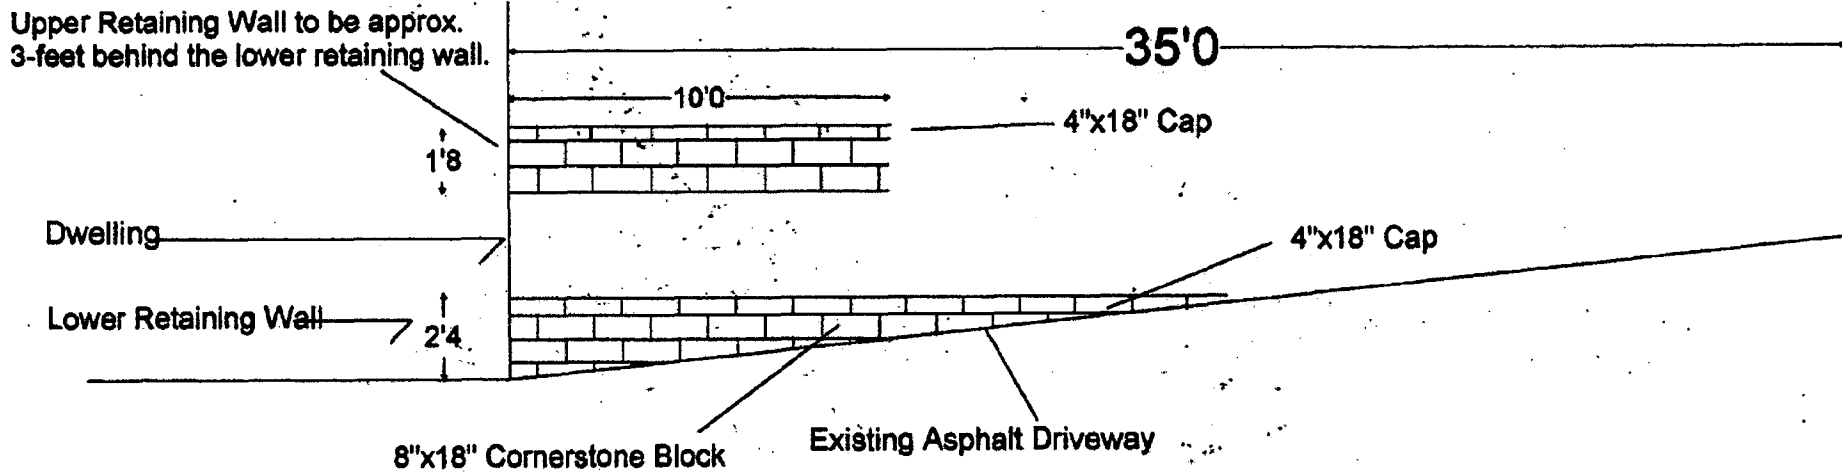 Upper Retaining Wall to be approx.
3-feet behind the lower retaining wall.
35'0
10'0
4"x18" Cap
1'8
Dwelling
4"x18" Cap
Lower Retaining Wall
2'4
8"x18" Cornerstone Block
Existing Asphalt Driveway